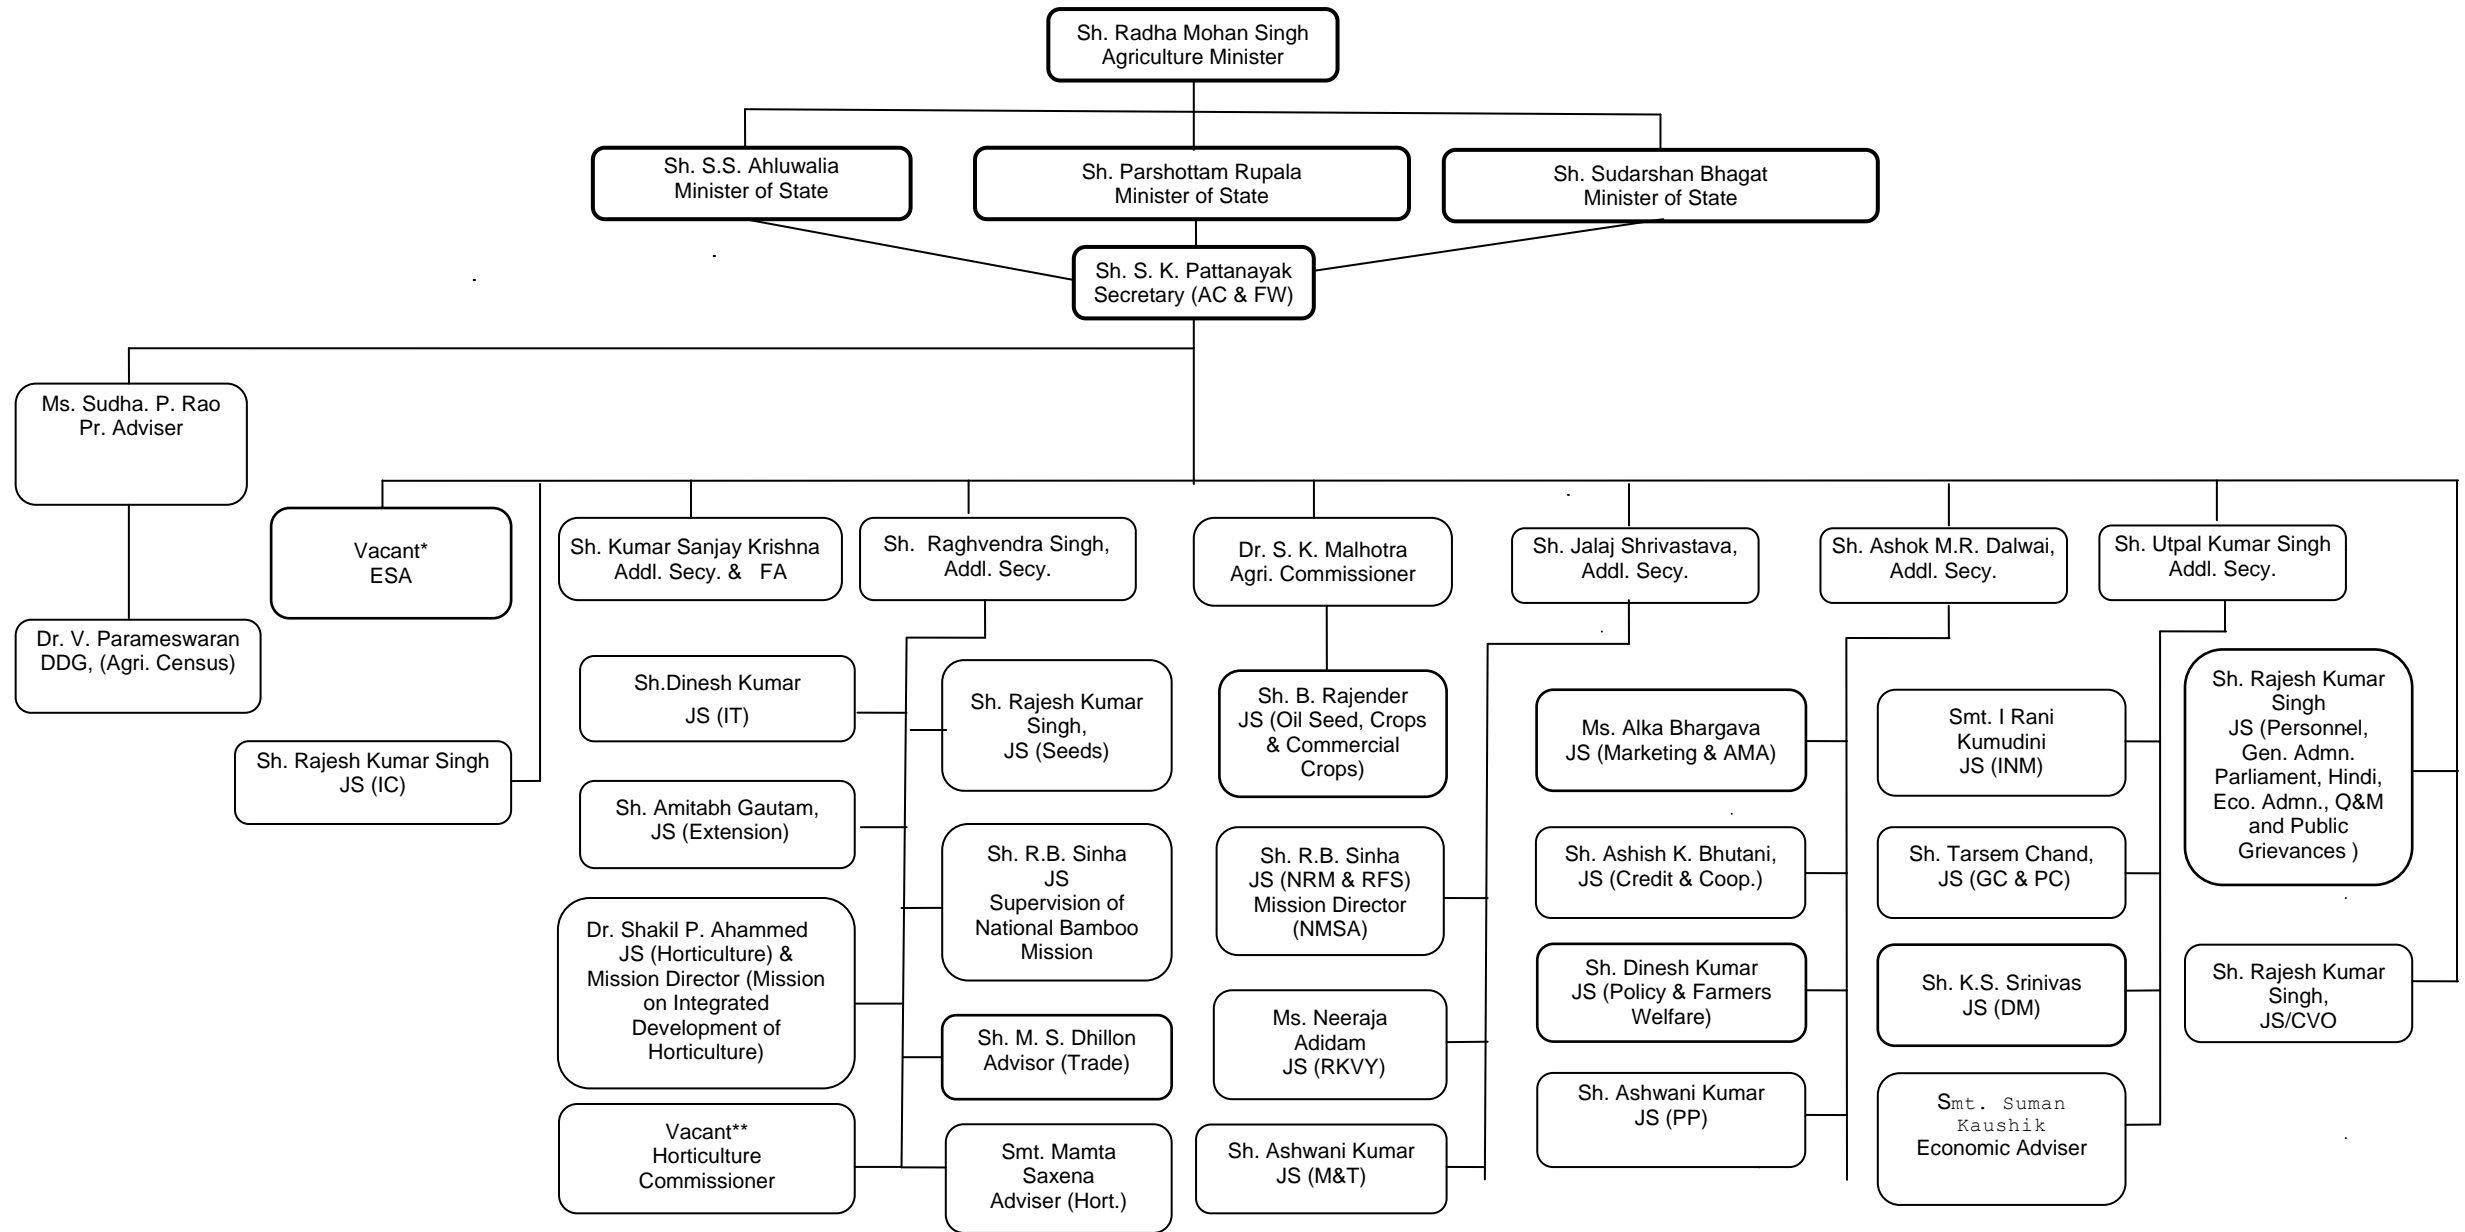 Sh. Radha Mohan Singh
Agriculture Minister
Sh. S.S. Ahluwalia
Minister of State
Sh. Parshottam Rupala
Minister of State
Sh. Sudarshan Bhagat
Minister of State
Sh. S. K. Pattanayak
Secretary (AC & FW)
Ms. Sudha. P. Rao
Pr. Adviser
Dr. V. Parameswaran
DDG, (Agri. Census)
Vacant*
ESA
Sh. Rajesh Kumar Singh
JS (IC)
Sh. Kumar Sanjay Krishna
Addl. Secy. & FA
Sh. Raghvendra Singh,
Addl. Secy.
Sh.Dinesh Kumar
JS (IT)
Sh. Amitabh Gautam,
JS (Extension)
Dr. Shakil P. Ahammed
JS (Horticulture) &
Mission Director (Mission
on Integrated
Development of
Horticulture)
Vacant**
Horticulture
Commissioner
Sh. Rajesh Kumar
Singh,
JS (Seeds)
Sh. R.B. Sinha
JS
Supervision of
National Bamboo
Mission
Sh. M. S. Dhillon
Advisor (Trade)
Smt. Mamta
Saxena
Adviser (Hort.)
Dr. S. K. Malhotra
Agri. Commissioner
Sh. B. Rajender
JS (Oil Seed, Crops
& Commercial
Crops)
Sh. Jalaj Shrivastava,
Addl. Secy.
Sh. R.B. Sinha
JS (NRM & RFS)
Mission Director
(NMSA)
Ms. Neeraja
Adidam
JS (RKVY)
Sh. Ashwani Kumar
JS (M&T)
Sh. Ashok M.R. Dalwai,
Addl. Secy.
Ms. Alka Bhargava
JS (Marketing & AMA)
Sh. Ashish K. Bhutani,
JS (Credit & Coop.)
Sh. Dinesh Kumar
JS (Policy & Farmers
Welfare)
Sh. Ashwani Kumar
JS (PP)
Sh. Utpal Kumar Singh
Addl. Secy.
Smt. I Rani
Kumudini
JS (INM)
Sh. Tarsem Chand,
JS (GC & PC)
Sh. K.S. Srinivas
JS (DM)
Smt. Suman
Kaushik
Economic Adviser
Sh. Rajesh Kumar
Singh
JS (Personnel,
Gen. Admn.
Parliament, Hindi,
Eco. Admn., Q&M
and Public
Grievances )
Sh. Rajesh Kumar
Singh,
JS/CVO